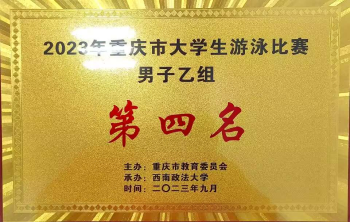 2023年重庆市大学生游泳比赛
男子乙组
第四名
主办：重庆市教育委员会
承办：西南政法大学
时间：二〇二三年九月